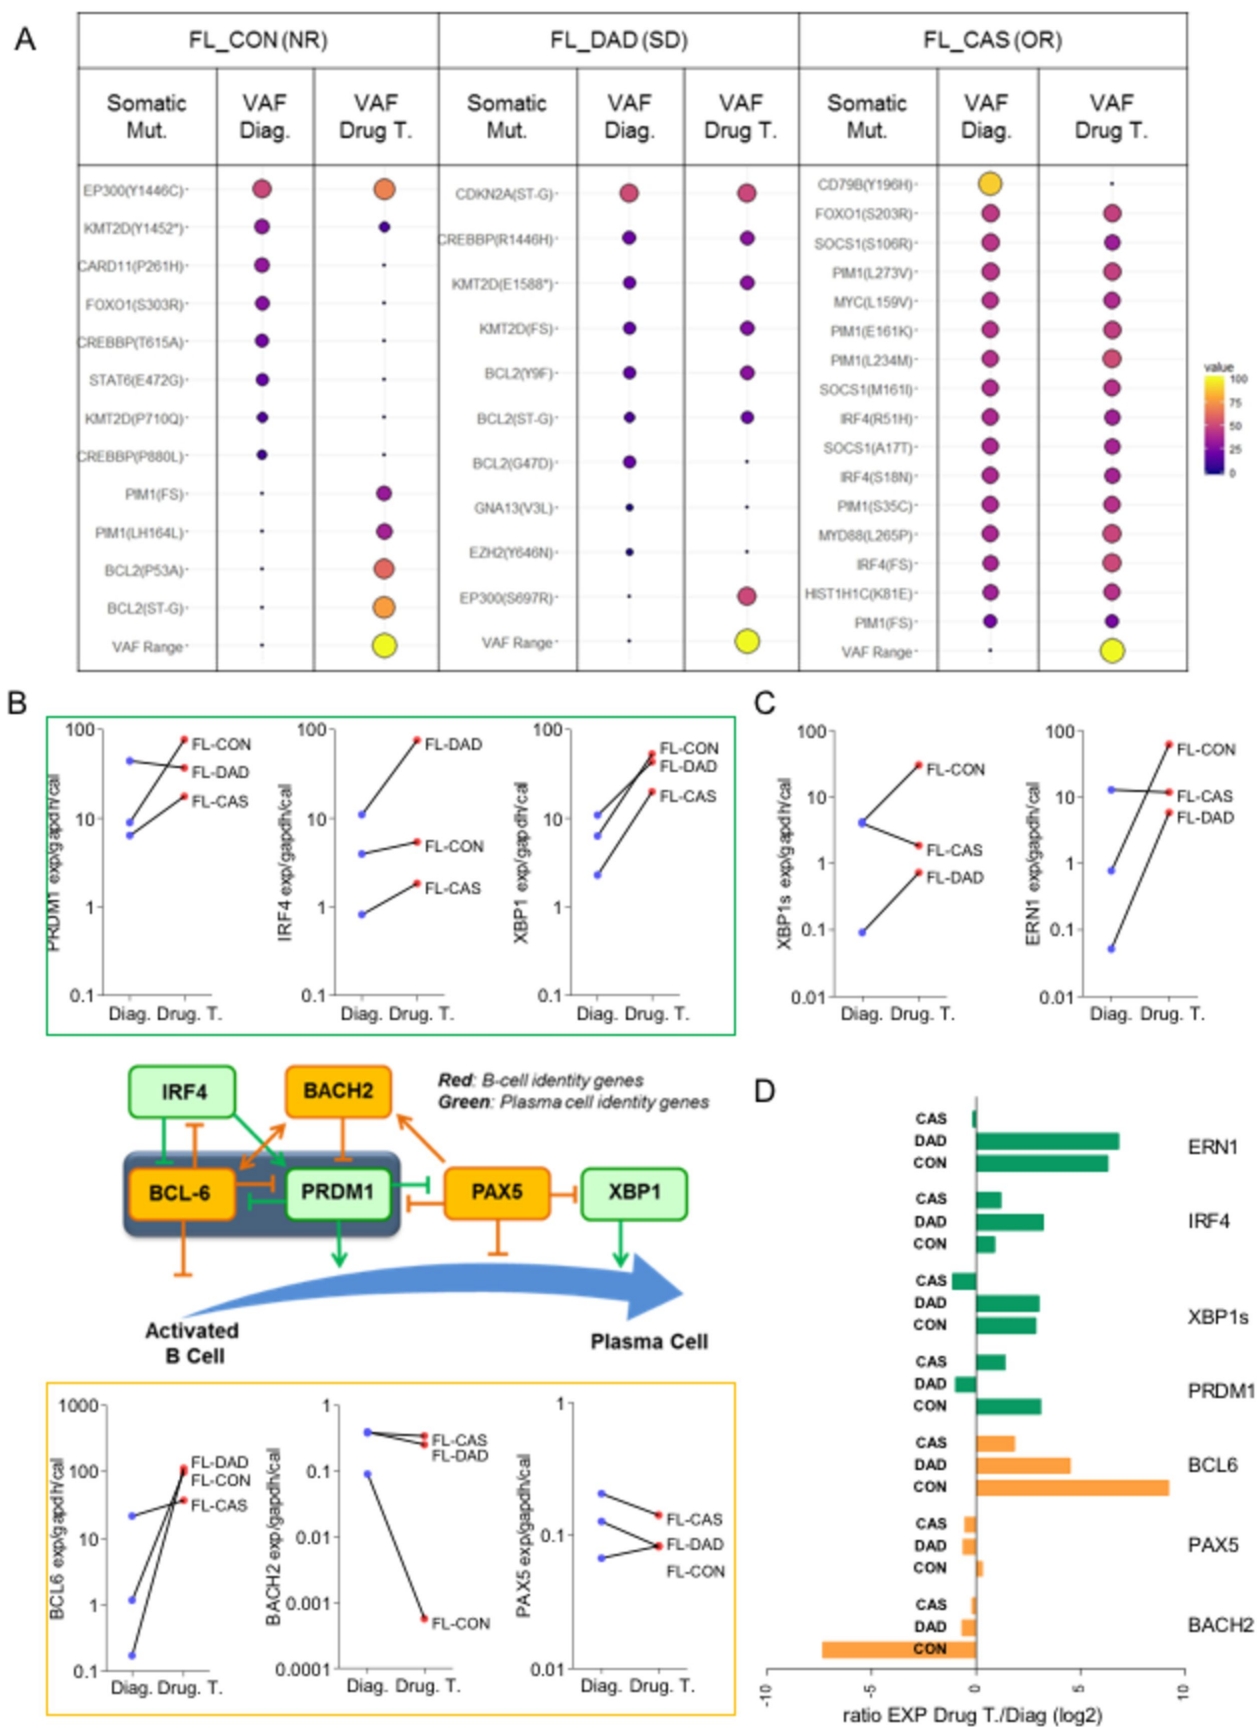 A
FL_CON (NR)
FL_DAD (SD)
FL_CAS (OR)
Somatic Mut.
VAF Diag.
VAF Drug T.
Somatic Mut.
VAF Diag.
VAF Drug T.
Somatic Mut.
VAF Diag.
VAF Drug T.
EP300(Y1446C)
KMT2D(Y1452*)
CARD11(P261H)
FOXO1(S303R)
CREBBP(T615A)
STAT6(E472G)
KMT2D(P710Q)
CREBBP(P880L)
PIM1(FS)
PIM1(LH164L)
BCL2(P53A)
BCL2(ST-G)
VAF Range
CDKN2A(ST-G)
CREBBP(R1446H)
KMT2D(E1588*)
KMT2D(FS)
BCL2(Y9F)
BCL2(ST-G)
BCL2(G47D)
GNA13(V3L)
EZH2(Y646N)
EP300(S697R)
VAF Range
CD79B(Y196H)
FOXO1(S203R)
SOCS1(S106R)
PIM1(L273V)
MYC(L159V)
PIM1(E161K)
PIM1(L234M)
SOCS1(M161I)
IRF4(R51H)
SOCS1(A17T)
IRF4(S18N)
PIM1(S35C)
MYD88(L265P)
IRF4(FS)
HIST1H1C(K81E)
PIM1(FS)
VAF Range
value
100
75
50
25
0
B
PRDM1 exp/gapdh/cal
100
10
1
0.1
FL-CON
FL-DAD
FL-CAS
Diag. Drug. T.
IRF4 exp/gapdh/cal
100
10
1
0.1
FL-DAD
FL-CON
FL-CAS
Diag. Drug. T.
XBP1 exp/gapdh/cal
100
10
1
0.1
FL-CON
FL-DAD
FL-CAS
Diag. Drug. T.
C
XBP1s exp/gapdh/cal
100
10
1
0.1
0.01
FL-CON
FL-CAS
FL-DAD
Diag. Drug. T.
ERN1 exp/gapdh/cal
100
10
1
0.1
0.01
FL-CON
FL-CAS
FL-DAD
Diag. Drug. T.
IRF4
BACH2
Red: B-cell identity genes
Green: Plasma cell identity genes
BCL-6
PRDM1
PAX5
XBP1
Activated
B Cell
Plasma Cell
BCL6 exp/gapdh/cal
1000
100
10
1
0.1
FL-DAD
FL-CON
FL-CAS
Diag. Drug. T.
BACH2 exp/gapdh/cal
1
0.1
0.01
0.001
0.0001
FL-CAS
FL-DAD
FL-CON
Diag. Drug. T.
PAX5 exp/gapdh/cal
1
0.1
0.01
FL-CAS
FL-DAD
FL-CON
Diag. Drug. T.
D
CAS
DAD
CON
ERN1
CAS
DAD
CON
IRF4
CAS
DAD
CON
XBP1s
CAS
DAD
CON
PRDM1
CAS
DAD
CON
BCL6
CAS
DAD
CON
PAX5
CAS
DAD
CON
BACH2
-10
-5
0
5
10
ratio EXP Drug T./Diag (log2)